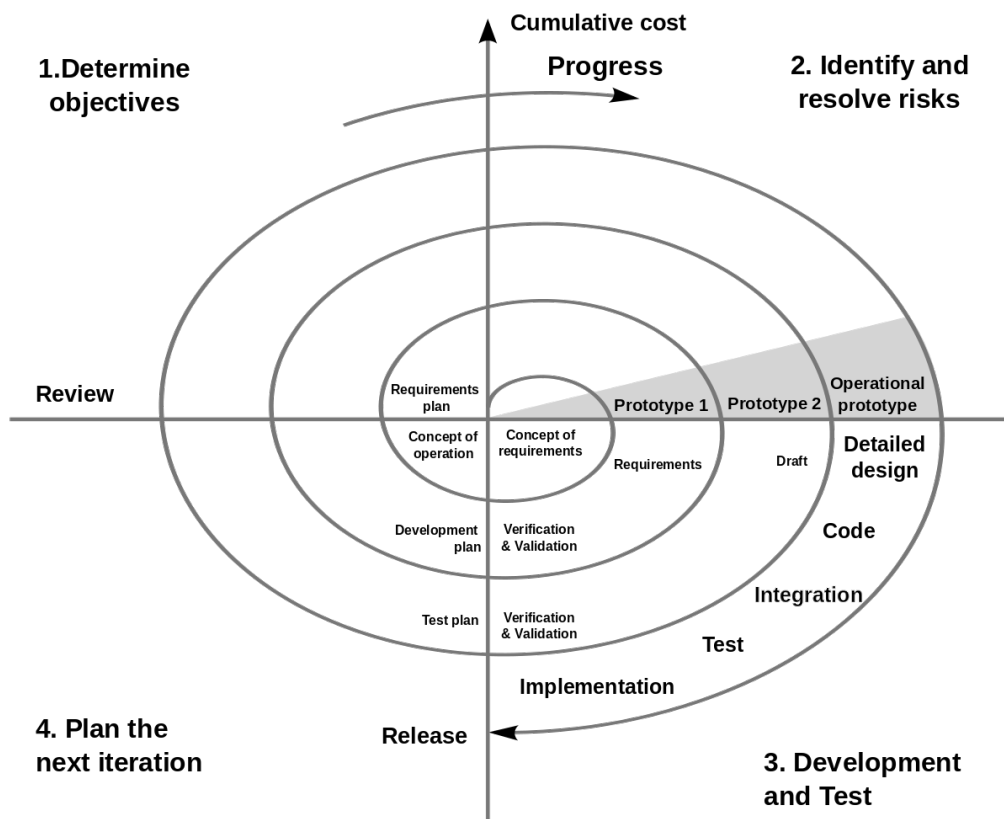 Cumulative cost
Progress
1.Determine
objectives
2. Identify and
resolve risks
Review
Requirements
plan
Prototype 1
Prototype 2
Operational
prototype
Concept of
operation
Concept of
requirements
Requirements
Draft
Detailed
design
Development
plan
Verification
& Validation
Code
Integration
Test plan
Verification
& Validation
Test
Implementation
Release
4. Plan the
next iteration
3. Development
and Test